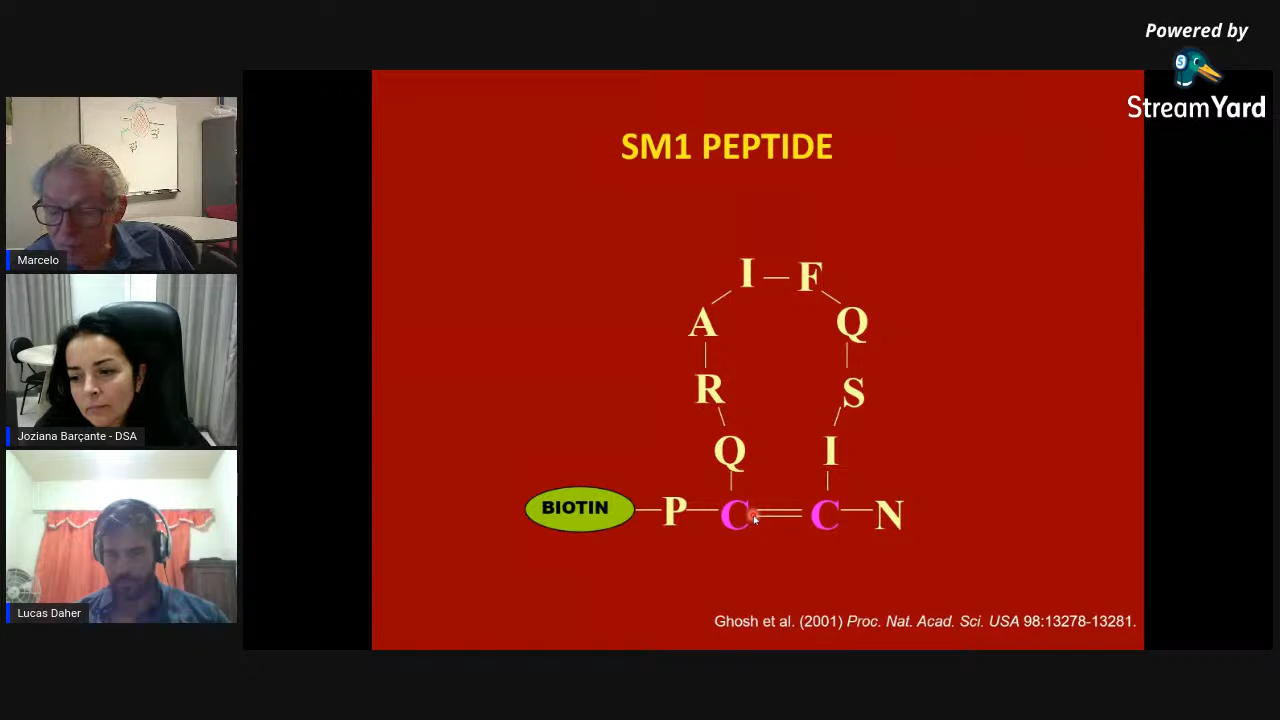 Powered by
StreamYard
SM1 PEPTIDE
I F
A Q
R S
Q I
BIOTIN P C C N
Ghosh et al. (2001) Proc. Nat. Acad. Sci. USA 98:13278-13281.
Marcelo
Joziana Barçante - DSA
Lucas Daher